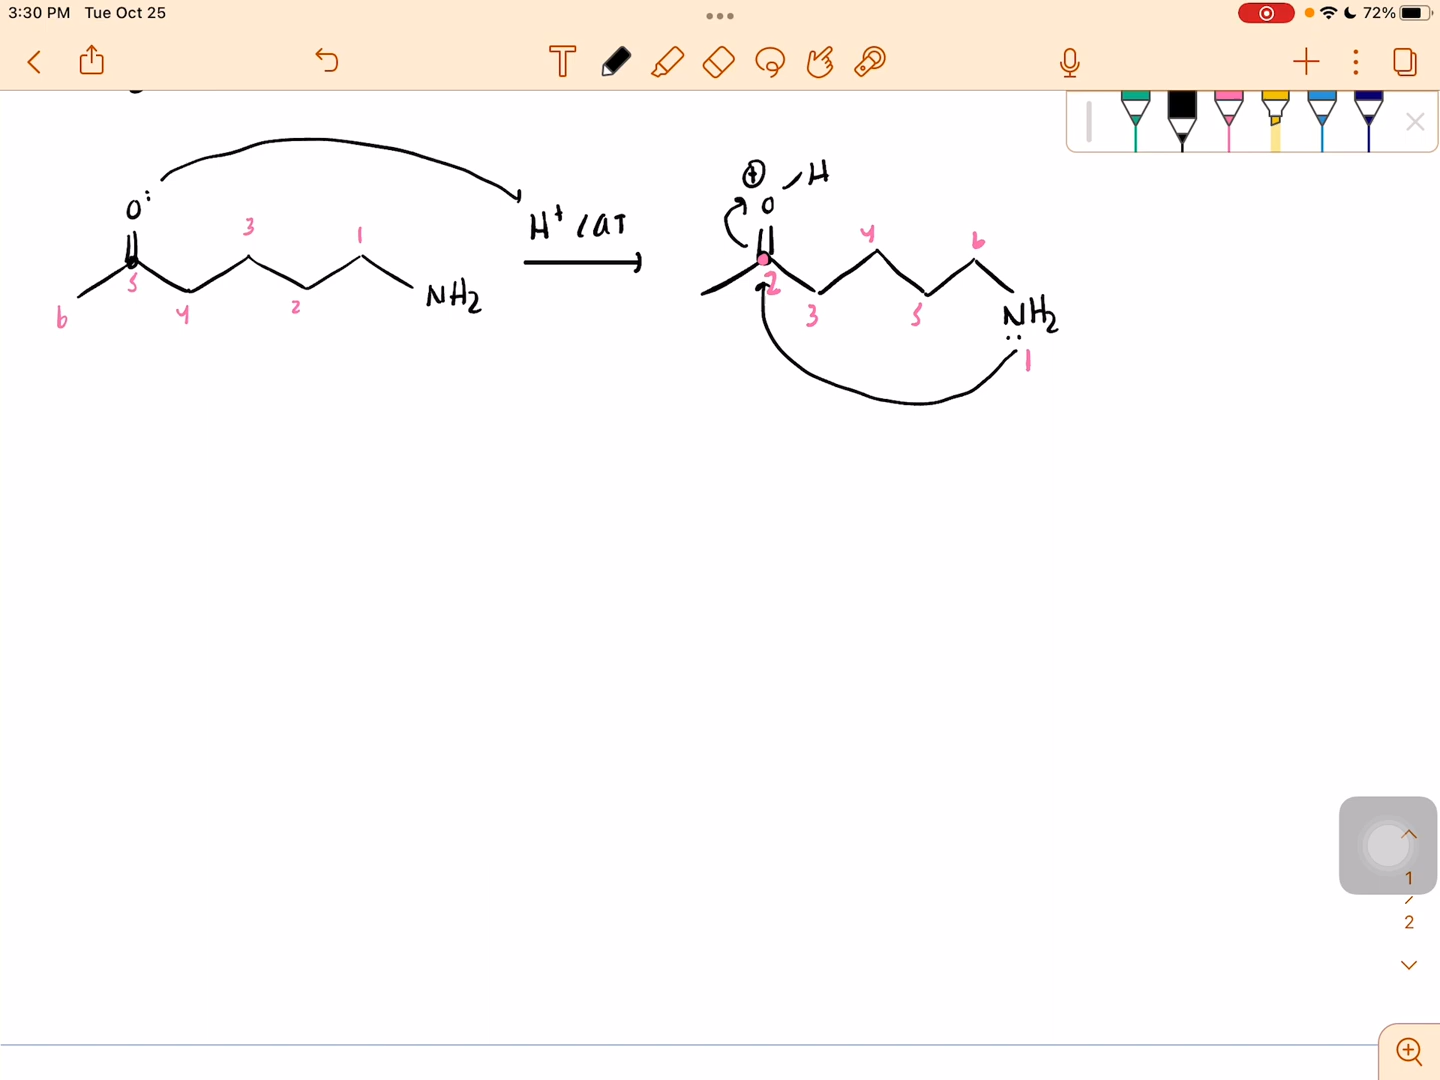 3:30 PM Tue Oct 25
72%
T
⊕ H
O: O
3 1 H⁺ cat 4 6
6 5 4 2 NH₂ 2 3 5 NH₂
1
1
2